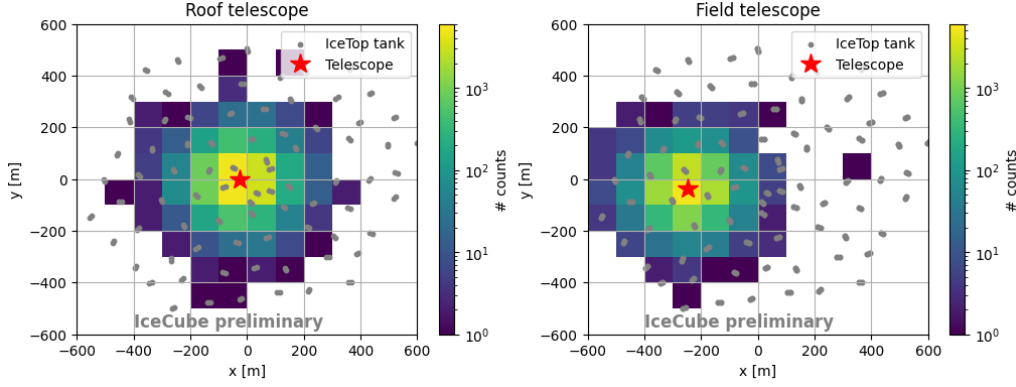 Roof telescope
600
400
200
0
−200
−400
−600
y [m]
−600
−400
−200
0
200
400
600
x [m]
IceTop tank
Telescope
IceCube preliminary
10³
10²
10¹
10⁰
# counts
Field telescope
600
400
200
0
−200
−400
−600
y [m]
−600
−400
−200
0
200
400
600
x [m]
IceTop tank
Telescope
IceCube preliminary
10³
10²
10¹
10⁰
# counts